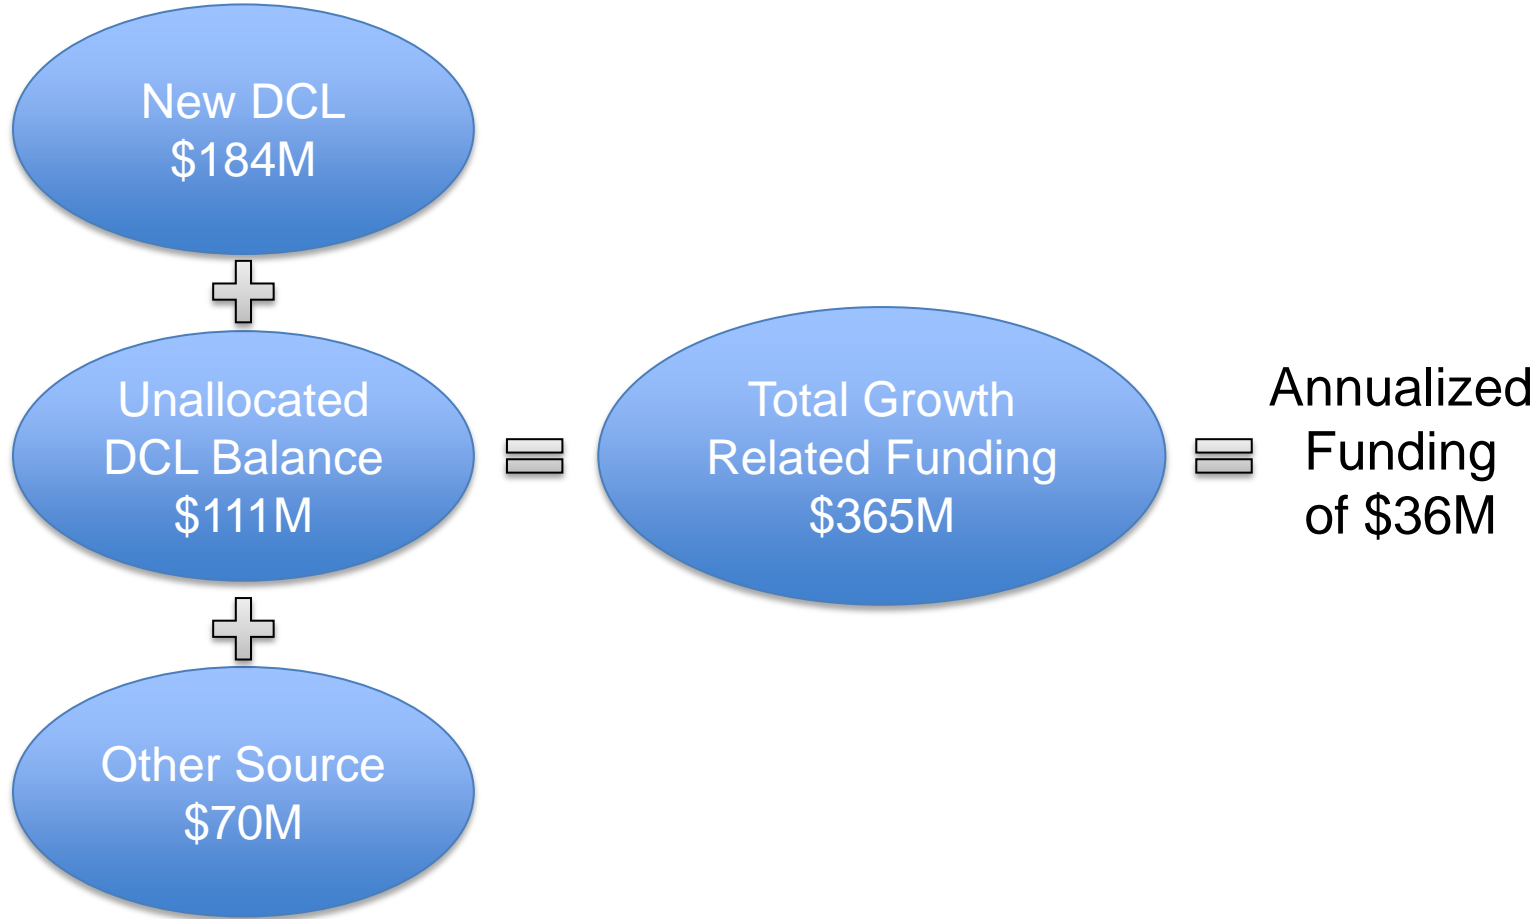 New DCL
$184M
Unallocated
DCL Balance
$111M
Other Source
$70M
Total Growth
Related Funding
$365M
Annualized
Funding
of $36M